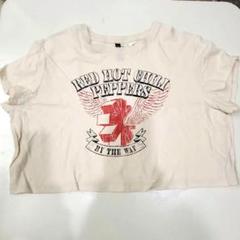 RED HOT CHILI
PEPPERS
BY THE WAY